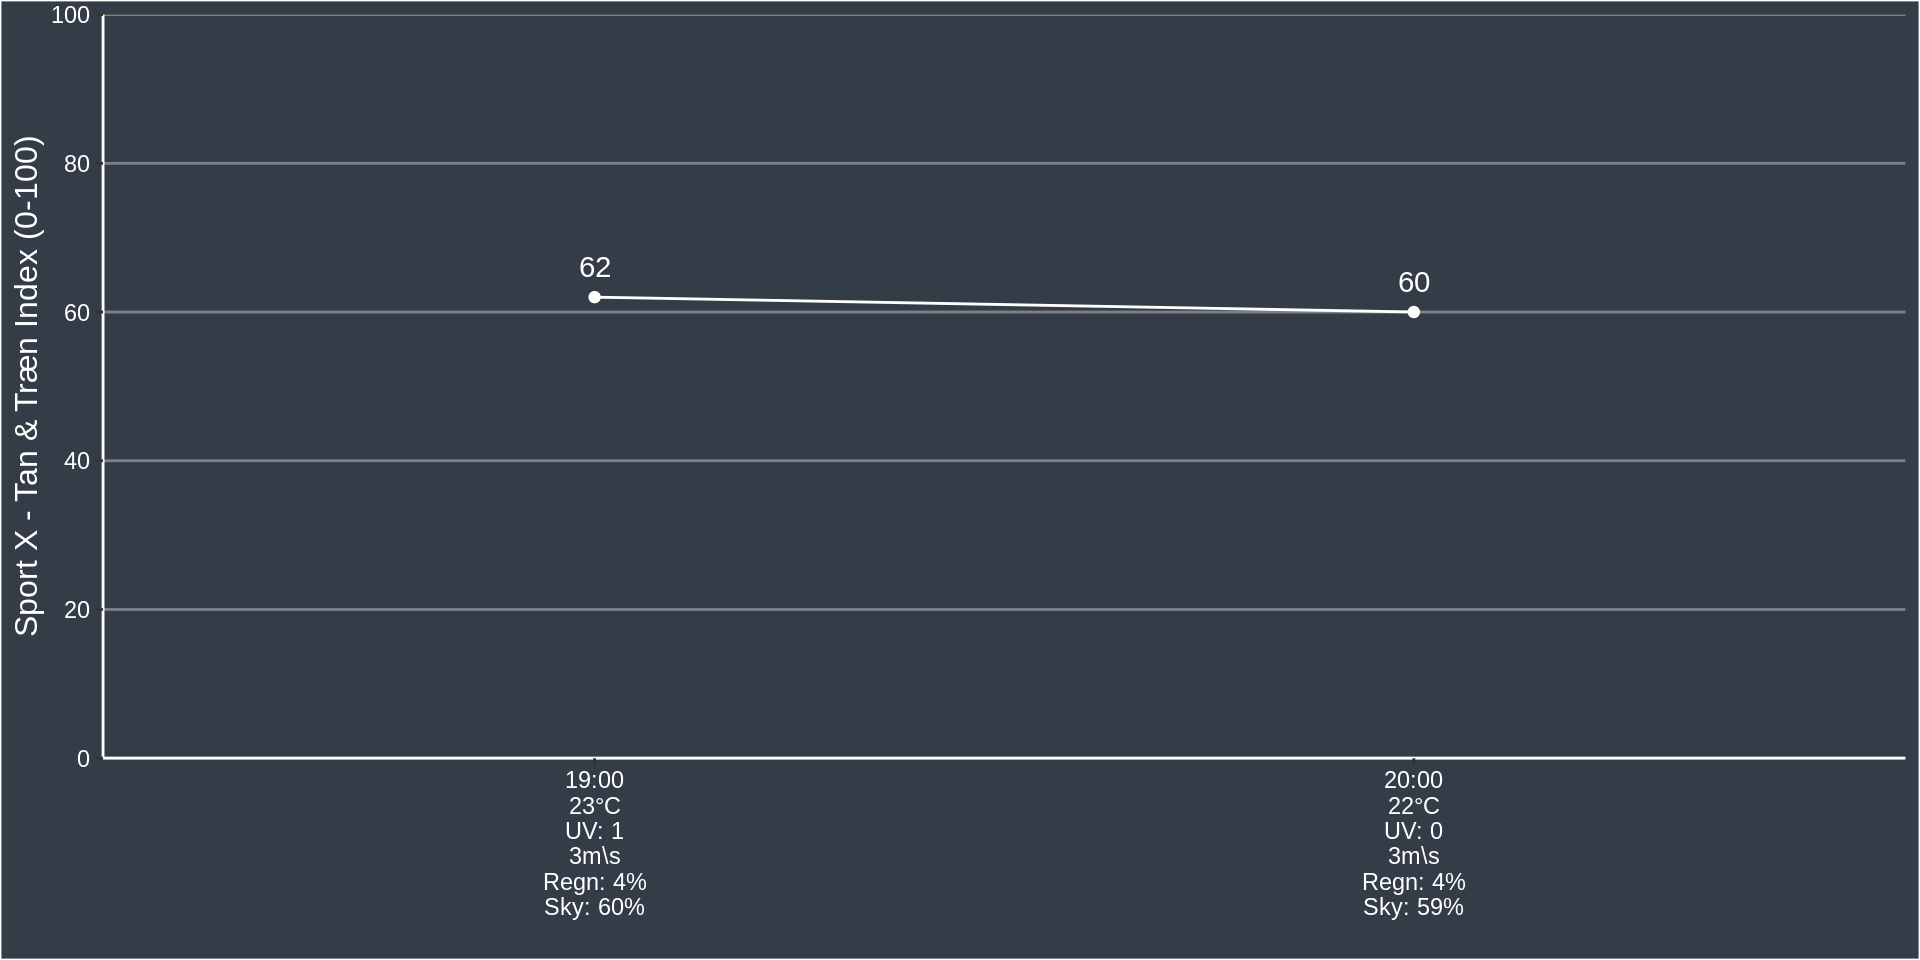 Sport X - Tan & Træn Index (0-100)
100
80
60
40
20
0
62
60
19:00
23°C
UV: 1
3m\s
Regn: 4%
Sky: 60%
20:00
22°C
UV: 0
3m\s
Regn: 4%
Sky: 59%